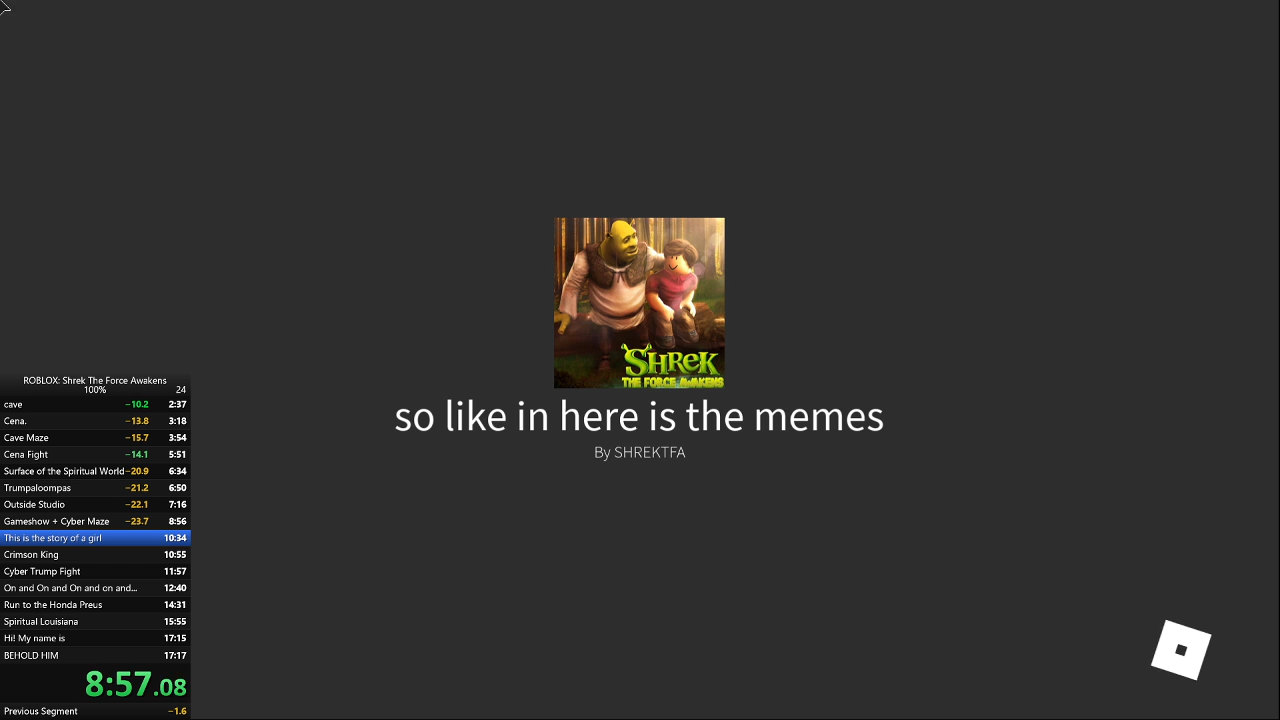 SHREK
THE FORCE AWAKENS
so like in here is the memes
By SHREKTFA
ROBLOX: Shrek The Force Awakens
100% 24
cave −10.2 2:37
Cena. −13.8 3:18
Cave Maze −15.7 3:54
Cena Fight −14.1 5:51
Surface of the Spiritual World −20.9 6:34
Trumpaloompas −21.2 6:50
Outside Studio −22.1 7:16
Gameshow + Cyber Maze −23.7 8:56
This is the story of a girl 10:34
Crimson King 10:55
Cyber Trump Fight 11:57
On and On and On and on and... 12:40
Run to the Honda Preus 14:31
Spiritual Louisiana 15:55
Hi! My name is 17:15
BEHOLD HIM 17:17
8:57.08
Previous Segment −1.6